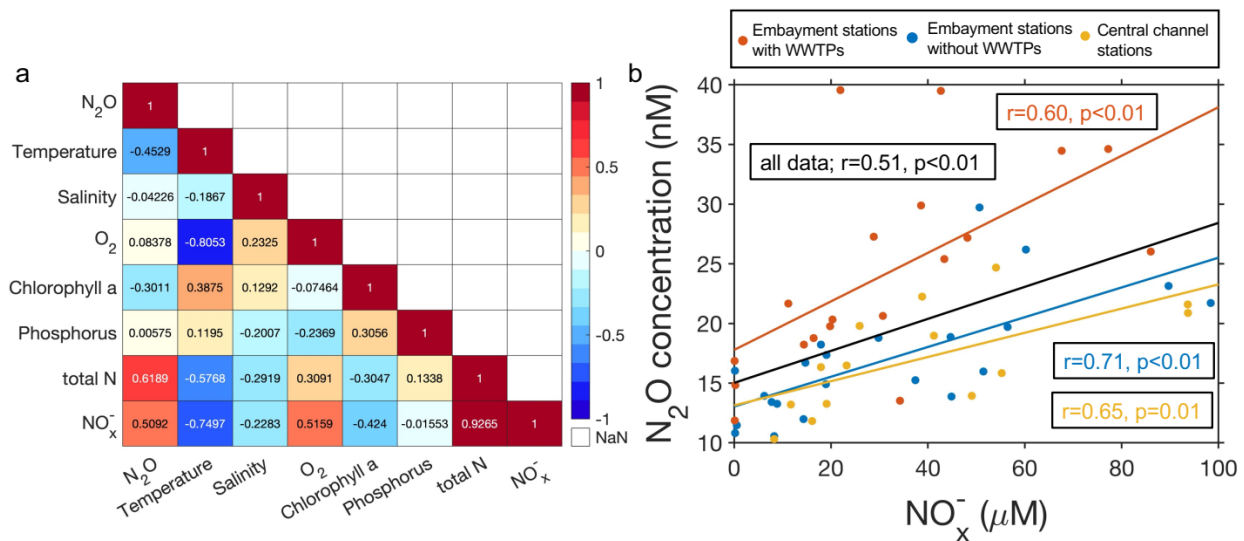 Embayment stations with WWTPs
Embayment stations without WWTPs
Central channel stations
a
N₂O
Temperature
Salinity
O₂
Chlorophyll a
Phosphorus
total N
NOₓ⁻
1
-0.4529 1
-0.04226 -0.1867 1
0.08378 -0.8053 0.2325 1
-0.3011 0.3875 0.1292 -0.07464 1
0.00575 0.1195 -0.2007 -0.2369 0.3056 1
0.6189 -0.5768 -0.2919 0.3091 -0.3047 0.1338 1
0.5092 -0.7497 -0.2283 0.5159 -0.424 -0.01553 0.9265 1
N₂O Temperature Salinity O₂ Chlorophyll a Phosphorus total N NOₓ⁻
1
0.5
0
-0.5
-1
NaN
b
N₂O concentration (nM)
40
35
30
25
20
15
10
r=0.60, p<0.01
all data; r=0.51, p<0.01
r=0.71, p<0.01
r=0.65, p=0.01
0 20 40 60 80 100
NOₓ⁻ (μM)